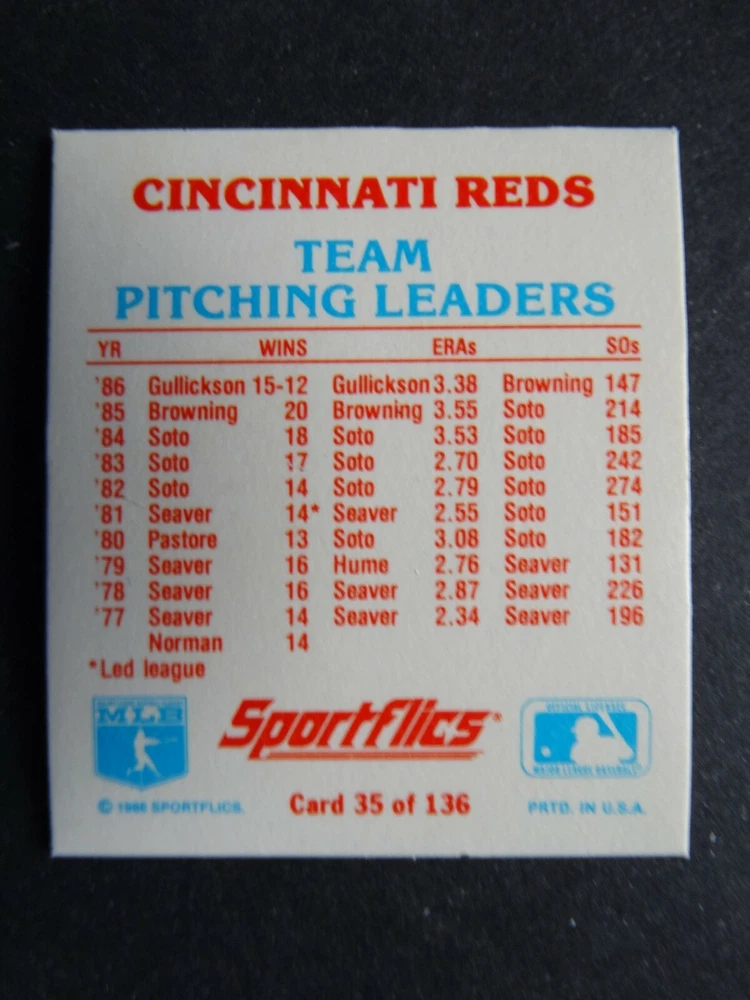 CINCINNATI REDS
TEAM
PITCHING LEADERS
YR WINS ERAs SOs
'86 Gullickson 15-12 Gullickson 3.38 Browning 147
'85 Browning 20 Browning 3.55 Soto 214
'84 Soto 18 Soto 3.53 Soto 185
'83 Soto 17 Soto 2.70 Soto 242
'82 Soto 14 Soto 2.79 Soto 274
'81 Seaver 14* Seaver 2.55 Soto 151
'80 Pastore 13 Soto 3.08 Soto 182
'79 Seaver 16 Hume 2.76 Seaver 131
'78 Seaver 16 Seaver 2.87 Seaver 226
'77 Seaver 14 Seaver 2.34 Seaver 196
Norman 14
*Led league
MLB
Sportflics
OFFICIAL LICENSEE
MAJOR LEAGUE BASEBALL
© 1986 SPORTFLICS.
Card 35 of 136
PRTD. IN U.S.A.